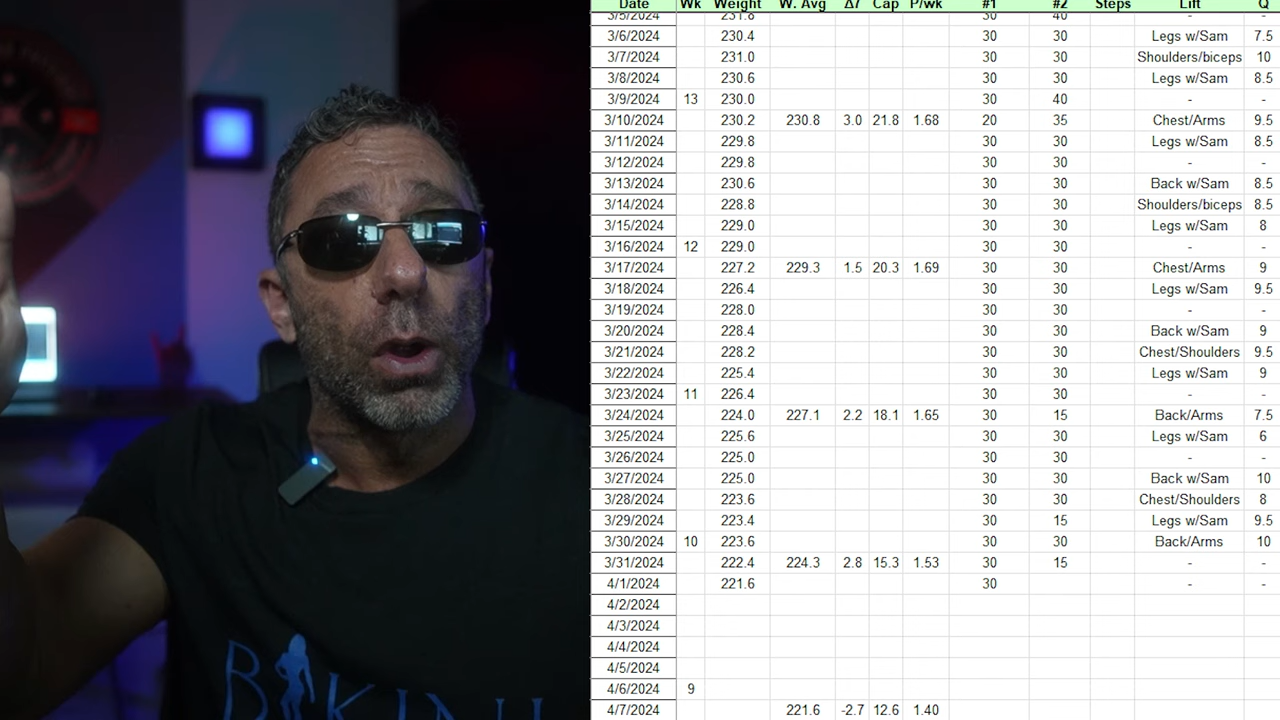 Date Wk Weight W. Avg Δ7 Cap P/wk #1 #2 Steps Lift Q
3/5/2024 231.8 30 40 - -
3/6/2024 230.4 30 30 Legs w/Sam 7.5
3/7/2024 231.0 30 30 Shoulders/biceps 10
3/8/2024 230.6 30 30 Legs w/Sam 8.5
3/9/2024 13 230.0 30 40 - -
3/10/2024 230.2 230.8 3.0 21.8 1.68 20 35 Chest/Arms 9.5
3/11/2024 229.8 30 30 Legs w/Sam 8.5
3/12/2024 229.8 30 30 - -
3/13/2024 230.6 30 30 Back w/Sam 8.5
3/14/2024 228.8 30 30 Shoulders/biceps 8.5
3/15/2024 229.0 30 30 Legs w/Sam 8
3/16/2024 12 229.0 30 30 - -
3/17/2024 227.2 229.3 1.5 20.3 1.69 30 30 Chest/Arms 9
3/18/2024 226.4 30 30 Legs w/Sam 9.5
3/19/2024 228.0 30 30 - -
3/20/2024 228.4 30 30 Back w/Sam 9
3/21/2024 228.2 30 30 Chest/Shoulders 9.5
3/22/2024 225.4 30 30 Legs w/Sam 9
3/23/2024 11 226.4 30 30 - -
3/24/2024 224.0 227.1 2.2 18.1 1.65 30 15 Back/Arms 7.5
3/25/2024 225.6 30 30 Legs w/Sam 6
3/26/2024 225.0 30 30 - -
3/27/2024 225.0 30 30 Back w/Sam 10
3/28/2024 223.6 30 30 Chest/Shoulders 8
3/29/2024 223.4 30 15 Legs w/Sam 9.5
3/30/2024 10 223.6 30 30 Back/Arms 10
3/31/2024 222.4 224.3 2.8 15.3 1.53 30 15 - -
4/1/2024 221.6 30 - -
4/2/2024
4/3/2024
4/4/2024
4/5/2024
4/6/2024 9
4/7/2024 221.6 -2.7 12.6 1.40
BIKINI